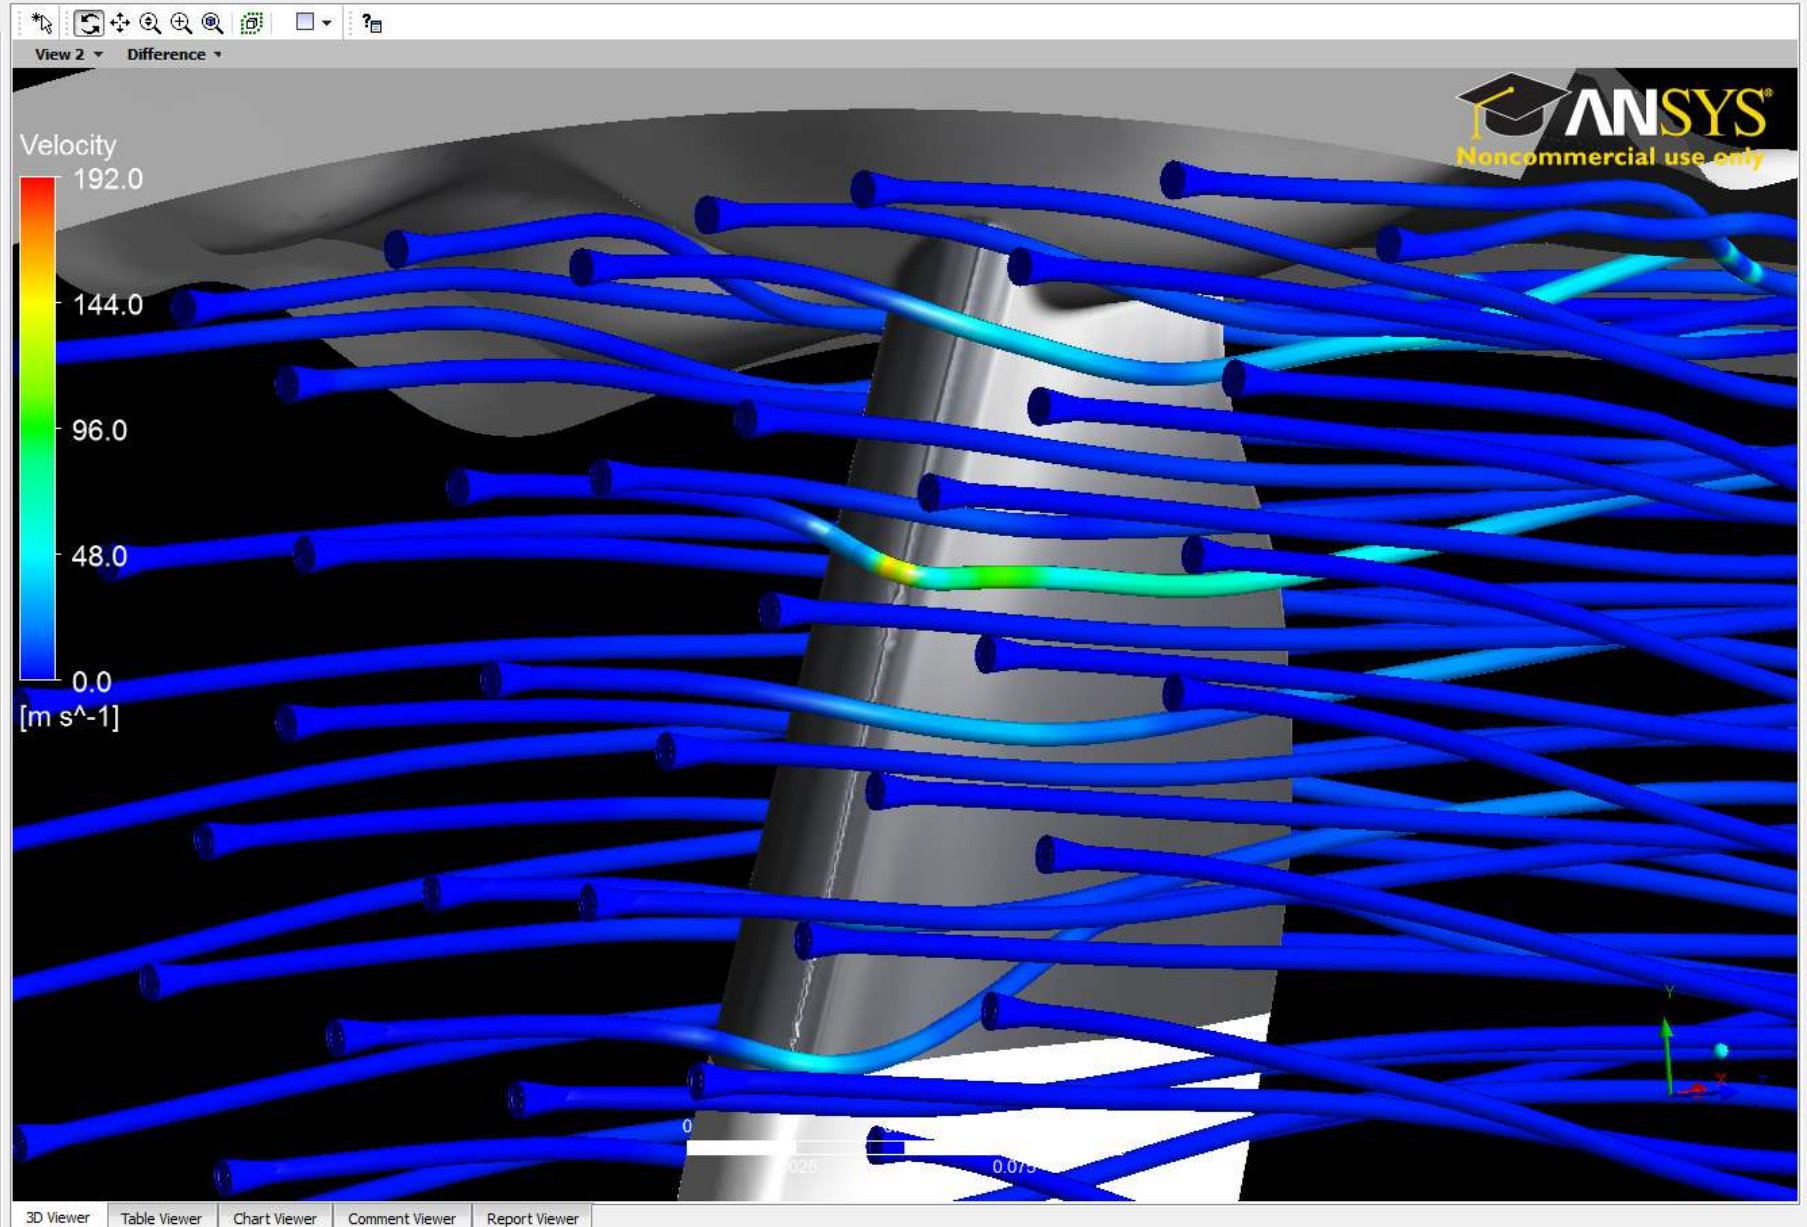 View 2 Difference
ANSYS®
Noncommercial use only
Velocity
192.0
144.0
96.0
48.0
0.0
[m s^-1]
Y
X
0
0.075
3D Viewer Table Viewer Chart Viewer Comment Viewer Report Viewer